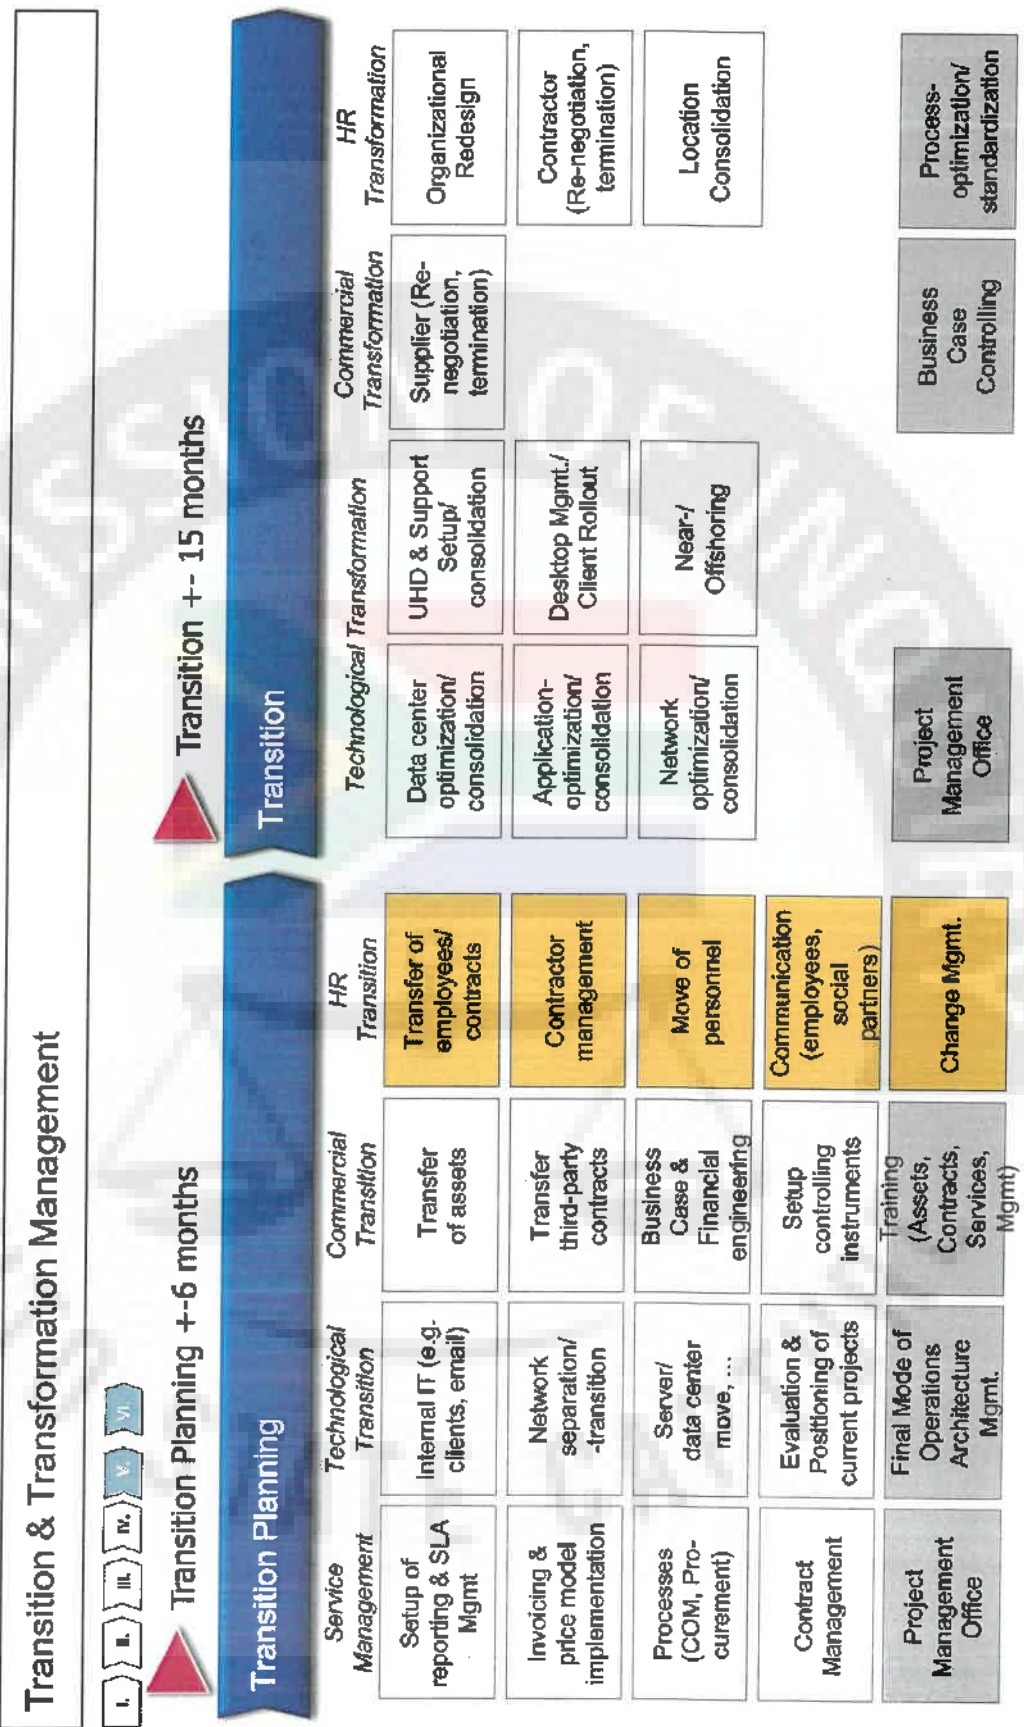 Transition & Transformation Management
I.
II.
III.
IV.
V.
VI.
Transition Planning +-6 months
Transition +- 15 months
Transition Planning
Transition
Service
Management
Technological
Transition
Commercial
Transition
HR
Transition
Technological Transformation
Commercial
Transformation
HR
Transformation
Setup of
reporting & SLA
Mgmt
Internal IT (e.g.
clients, email)
Transfer
of assets
Transfer of
employees/
contracts
Data center
optimization/
consolidation
UHD & Support
Setup/
consolidation
Supplier (Re-
negotiation,
termination)
Organizational
Redesign
Invoicing &
price model
implementation
Network
separation/
-transition
Transfer
third-party
contracts
Contractor
management
Application-
optimization/
consolidation
Desktop Mgmt./
Client Rollout
Contractor
(Re-negotiation,
termination)
Processes
(COM, Pro-
curement)
Server/
data center
move, ...
Business
Case &
Financial
engineering
Move of
personnel
Network
optimization/
consolidation
Near-/
Offshoring
Location
Consolidation
Contract
Management
Evaluation &
Positioning of
current projects
Setup
controlling
instruments
Communication
(employees,
social
partners)
Project
Management
Office
Final Mode of
Operations
Architecture
Mgmt.
Training
(Assets,
Contracts,
Services,
Mgmt)
Change Mgmt.
Project
Management
Office
Business
Case
Controlling
Process-
optimization/
standardization